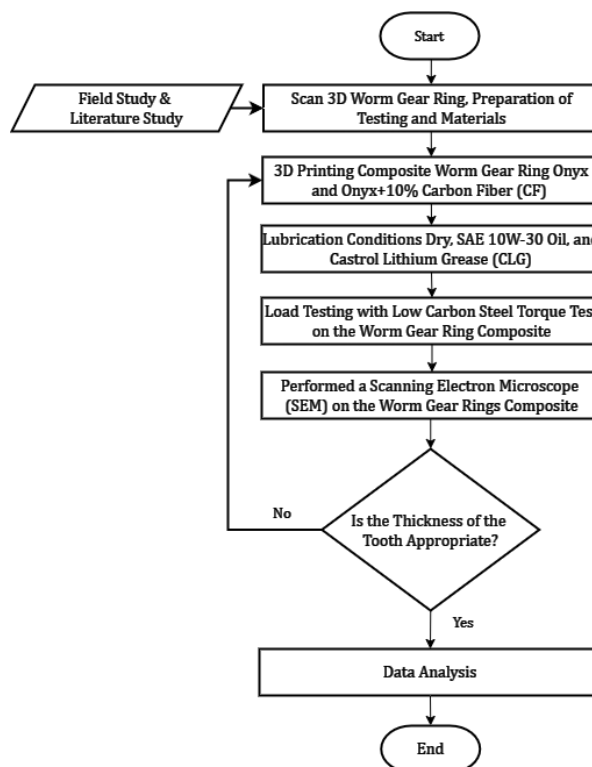 Start
Field Study &
Literature Study
Scan 3D Worm Gear Ring, Preparation of
Testing and Materials
3D Printing Composite Worm Gear Ring Onyx
and Onyx+10% Carbon Fiber (CF)
Lubrication Conditions Dry, SAE 10W-30 Oil, and
Castrol Lithium Grease (CLG)
Load Testing with Low Carbon Steel Torque Tes
on the Worm Gear Ring Composite
Performed a Scanning Electron Microscope
(SEM) on the Worm Gear Rings Composite
Is the Thickness of the
Tooth Appropriate?
No
Yes
Data Analysis
End